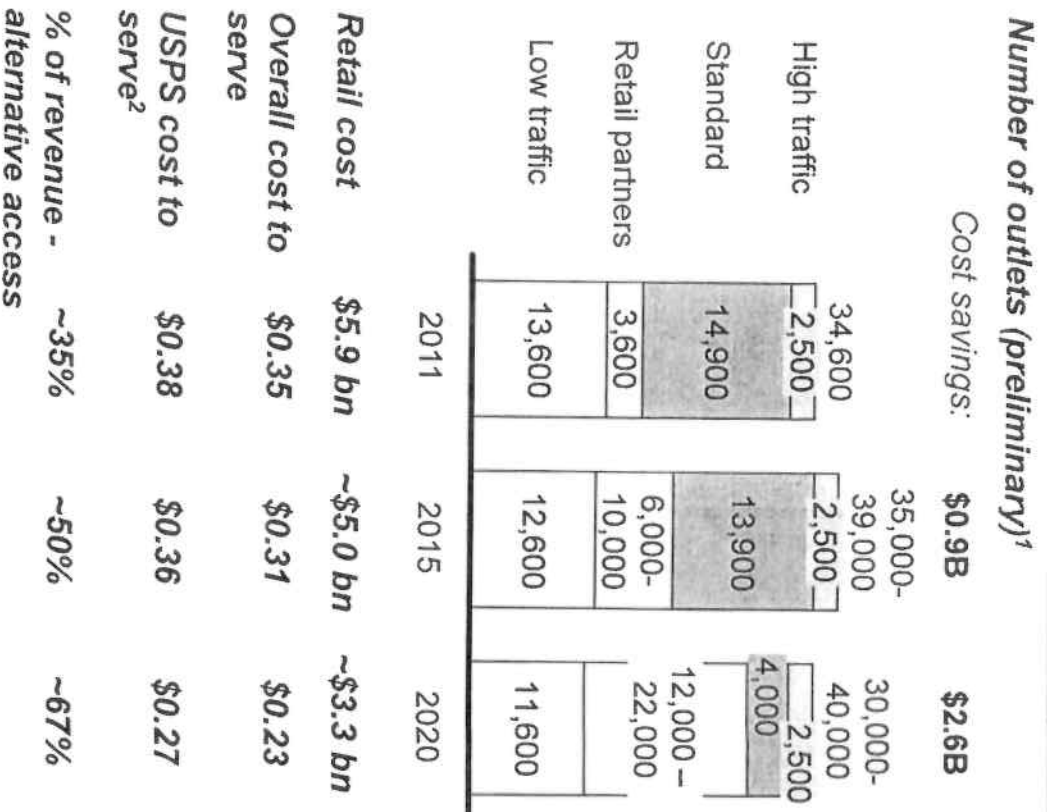 Number of outlets (preliminary)¹
Cost savings: $0.9B $2.6B
34,600 35,000- 30,000-
39,000 40,000
High traffic 2,500 2,500 2,500
Standard 14,900 13,900 4,000
Retail partners 3,600 6,000- 12,000 –
10,000 22,000
Low traffic 13,600 12,600 11,600
2011 2015 2020
Retail cost $5.9 bn ~$5.0 bn ~$3.3 bn
Overall cost to $0.35 $0.31 $0.23
serve
USPS cost to $0.38 $0.36 $0.27
serve²
% of revenue - ~35% ~50% ~67%
alternative access